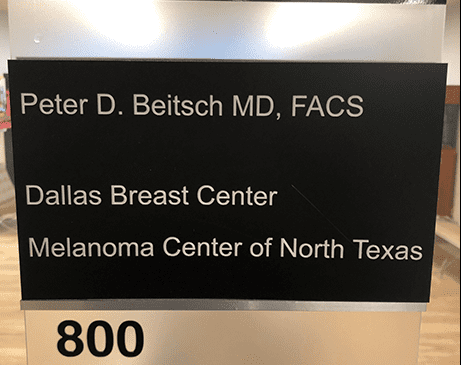 Peter D. Beitsch MD, FACS
Dallas Breast Center
Melanoma Center of North Texas
800